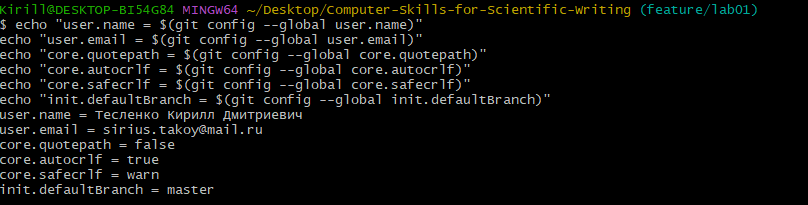 Kirill@DESKTOP-BI54G84 MINGW64 ~/Desktop/Computer-Skills-for-Scientific-Writing (feature/lab01)
$ echo "user.name = $(git config --global user.name)"
echo "user.email = $(git config --global user.email)"
echo "core.quotepath = $(git config --global core.quotepath)"
echo "core.autocrlf = $(git config --global core.autocrlf)"
echo "core.safecrlf = $(git config --global core.safecrlf)"
echo "init.defaultBranch = $(git config --global init.defaultBranch)"
user.name = Тесленко Кирилл Дмитриевич
user.email = sirius.takoy@mail.ru
core.quotepath = false
core.autocrlf = true
core.safecrlf = warn
init.defaultBranch = master